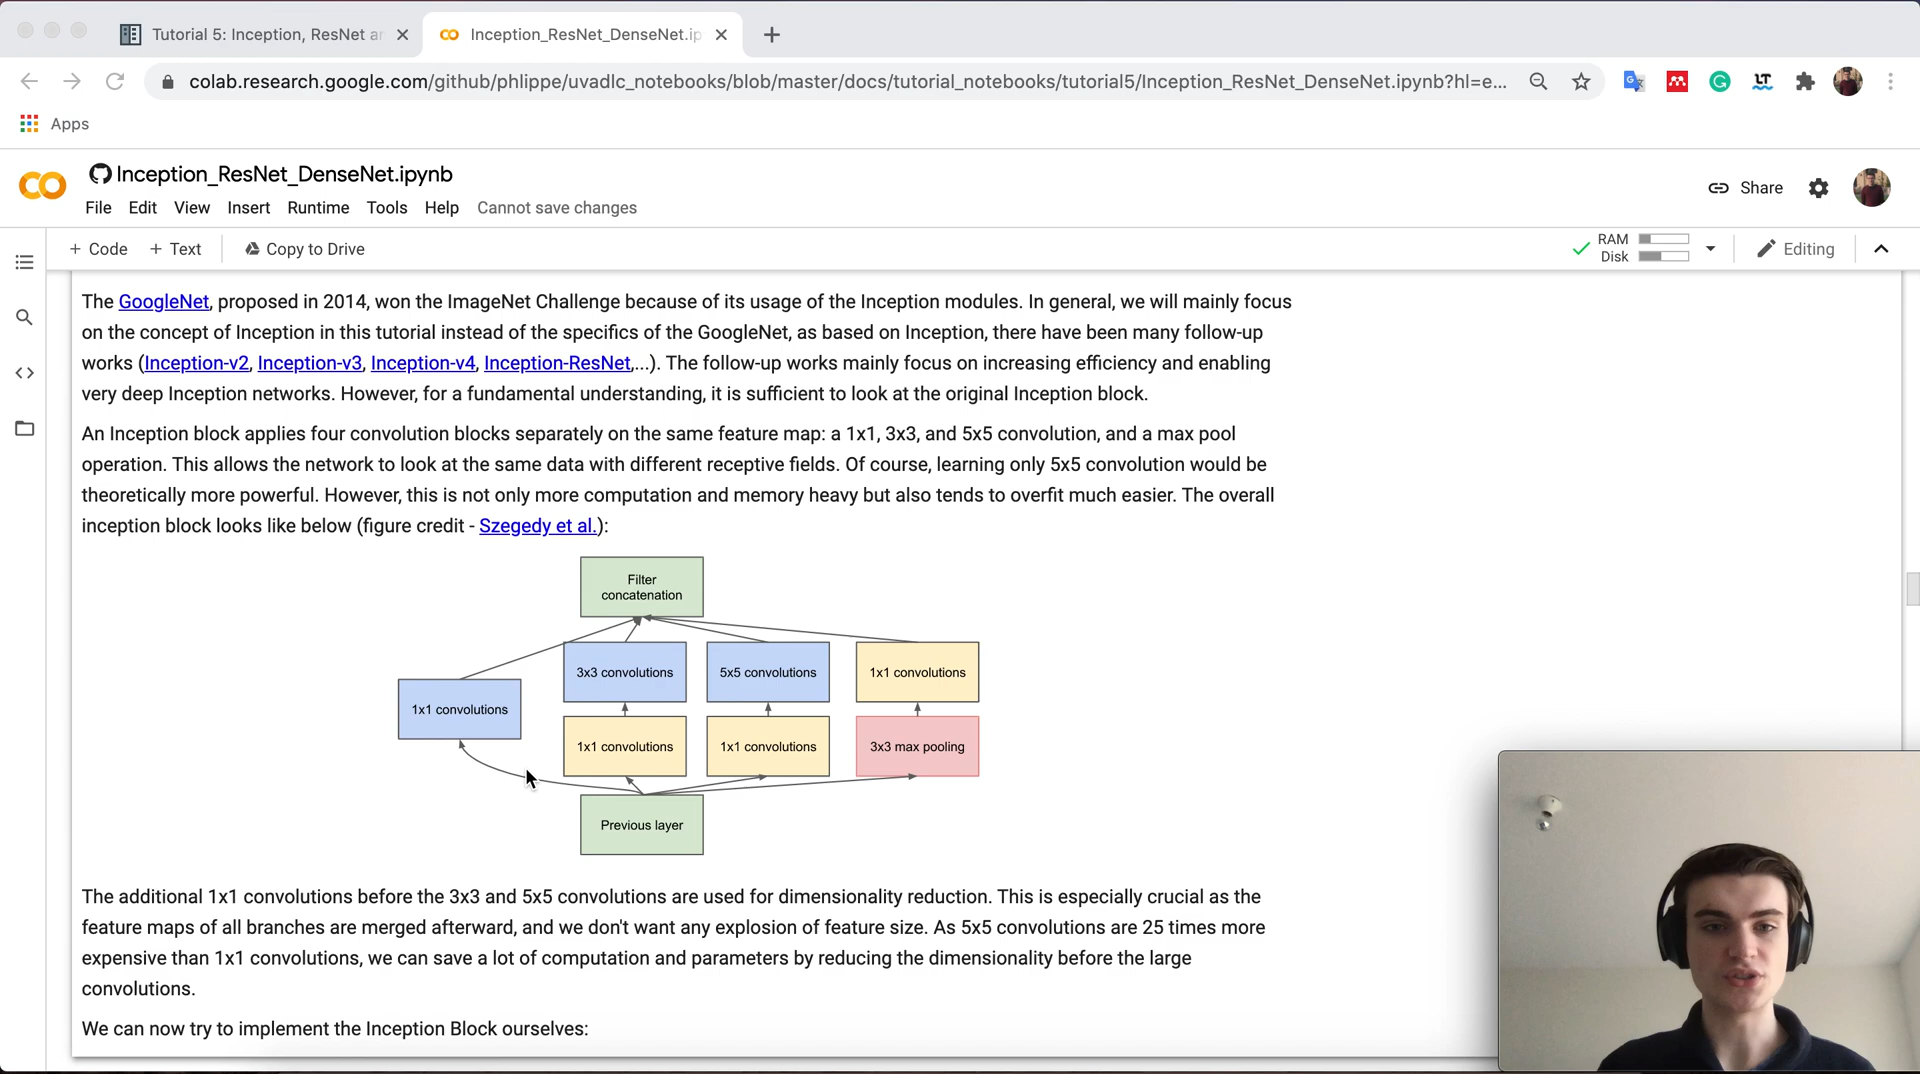 Tutorial 5: Inception, ResNet ar
Inception_ResNet_DenseNet.ip
colab.research.google.com/github/phlippe/uvadlc_notebooks/blob/master/docs/tutorial_notebooks/tutorial5/Inception_ResNet_DenseNet.ipynb?hl=e...
LT
Apps
Inception_ResNet_DenseNet.ipynb
Share
File Edit View Insert Runtime Tools Help Cannot save changes
+ Code + Text Copy to Drive
RAM
Disk
Editing
The GoogleNet, proposed in 2014, won the ImageNet Challenge because of its usage of the Inception modules. In general, we will mainly focus
on the concept of Inception in this tutorial instead of the specifics of the GoogleNet, as based on Inception, there have been many follow-up
works (Inception-v2, Inception-v3, Inception-v4, Inception-ResNet,...). The follow-up works mainly focus on increasing efficiency and enabling
very deep Inception networks. However, for a fundamental understanding, it is sufficient to look at the original Inception block.
An Inception block applies four convolution blocks separately on the same feature map: a 1x1, 3x3, and 5x5 convolution, and a max pool
operation. This allows the network to look at the same data with different receptive fields. Of course, learning only 5x5 convolution would be
theoretically more powerful. However, this is not only more computation and memory heavy but also tends to overfit much easier. The overall
inception block looks like below (figure credit - Szegedy et al.):
Filter
concatenation
3x3 convolutions
5x5 convolutions
1x1 convolutions
1x1 convolutions
1x1 convolutions
1x1 convolutions
3x3 max pooling
Previous layer
The additional 1x1 convolutions before the 3x3 and 5x5 convolutions are used for dimensionality reduction. This is especially crucial as the
feature maps of all branches are merged afterward, and we don't want any explosion of feature size. As 5x5 convolutions are 25 times more
expensive than 1x1 convolutions, we can save a lot of computation and parameters by reducing the dimensionality before the large
convolutions.
We can now try to implement the Inception Block ourselves: